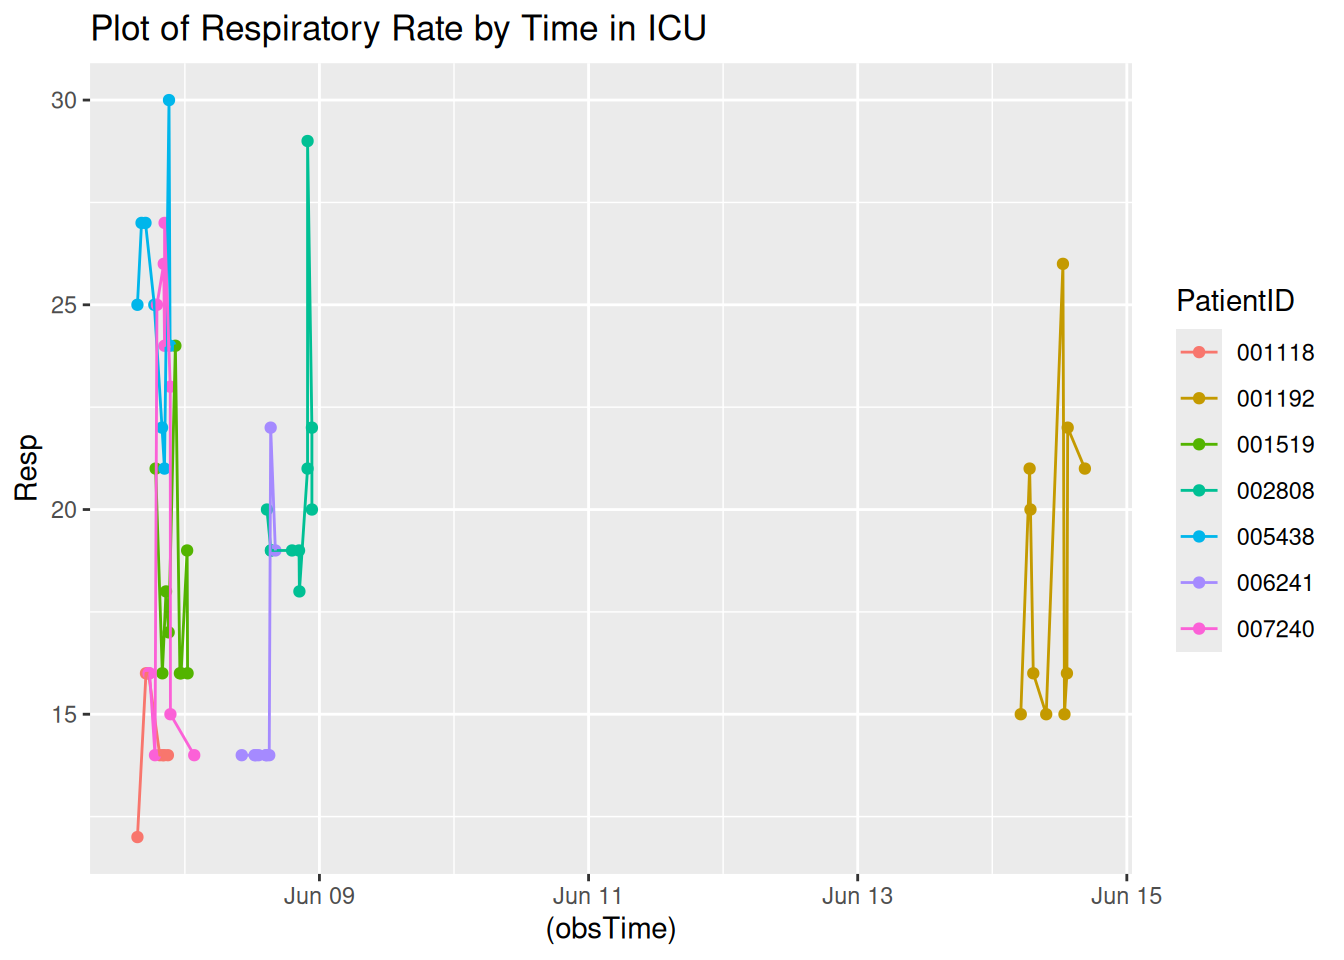 Plot of Respiratory Rate by Time in ICU
30
25
20
15
Resp
Jun 09
Jun 11
Jun 13
Jun 15
(obsTime)
PatientID
001118
001192
001519
002808
005438
006241
007240